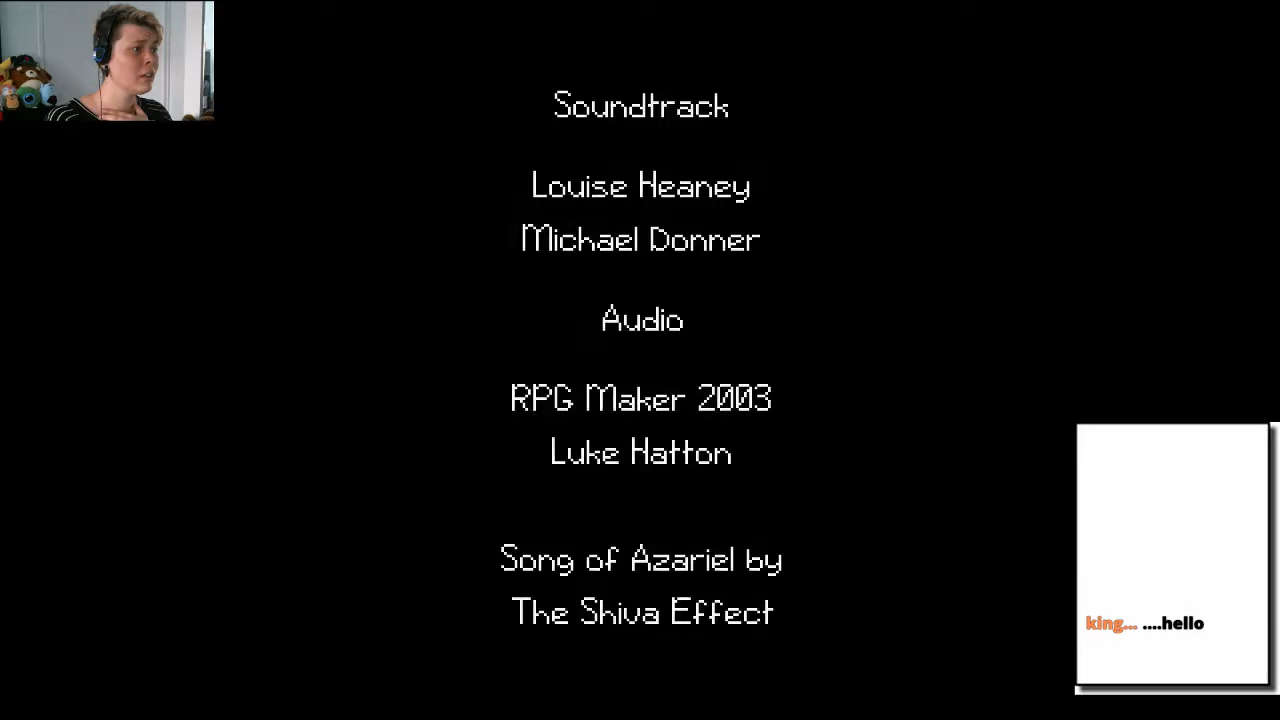 Soundtrack
Louise Heaney
Michael Donner
Audio
RPG Maker 2003
Luke Hatton
Song of Azariel by
The Shiva Effect
king... ....hello